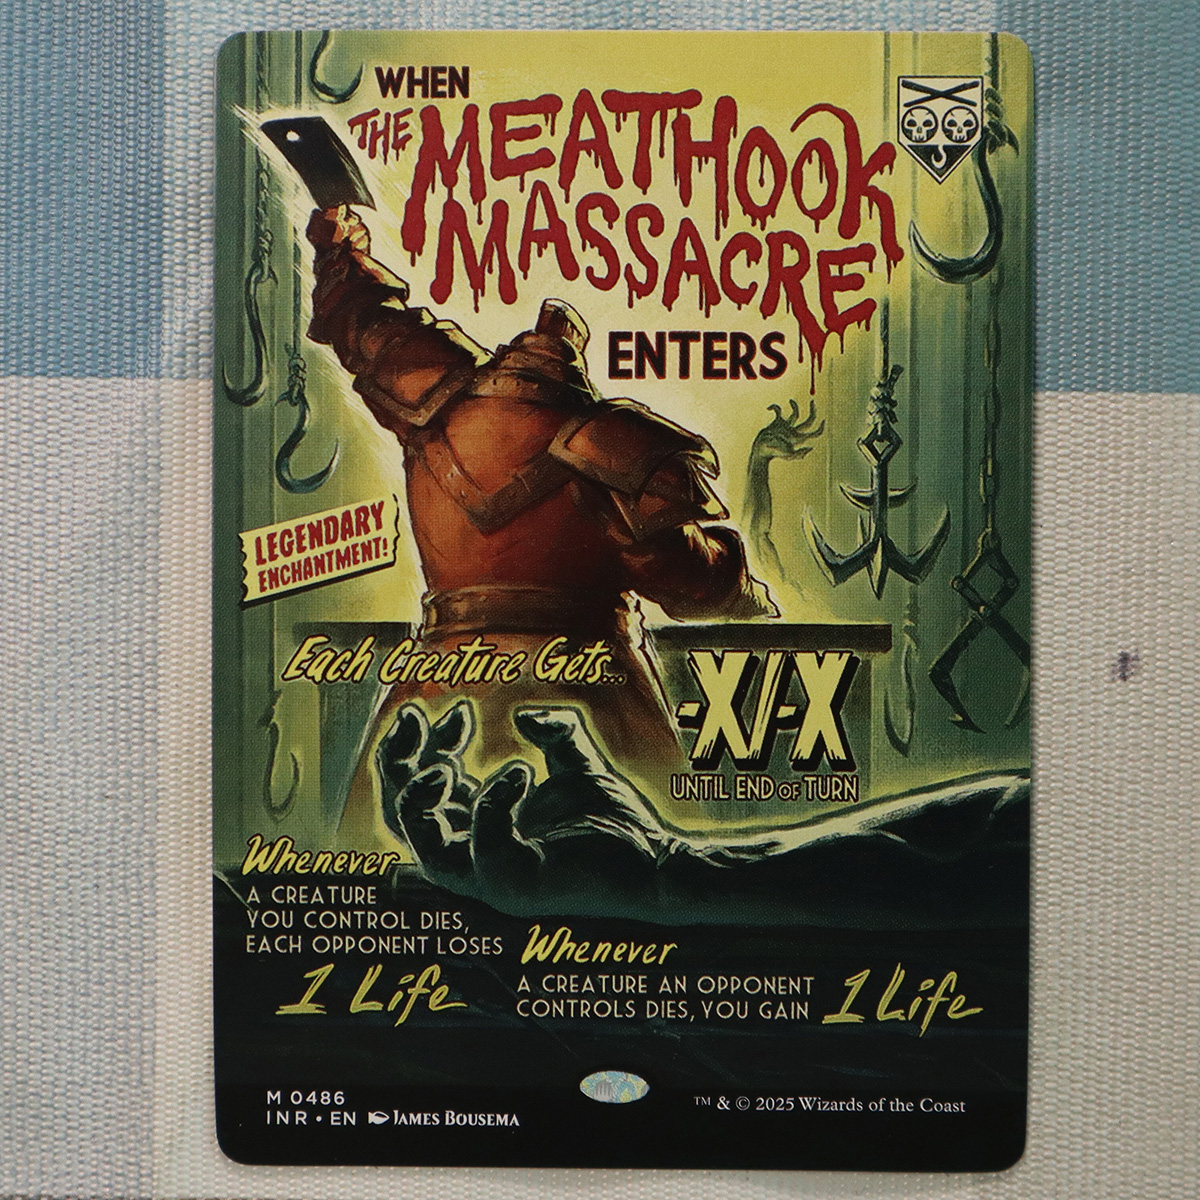 WHEN
THE MEATHOOK
MASSACRE
ENTERS
LEGENDARY
ENCHANTMENT!
Each Creature Gets...
-X/-X
UNTIL END OF TURN
Whenever
A CREATURE
YOU CONTROL DIES,
EACH OPPONENT LOSES
1 Life
Whenever
A CREATURE AN OPPONENT
CONTROLS DIES, YOU GAIN
1 Life
M 0486
INR • EN JAMES BOUSEMA
™ & © 2025 Wizards of the Coast